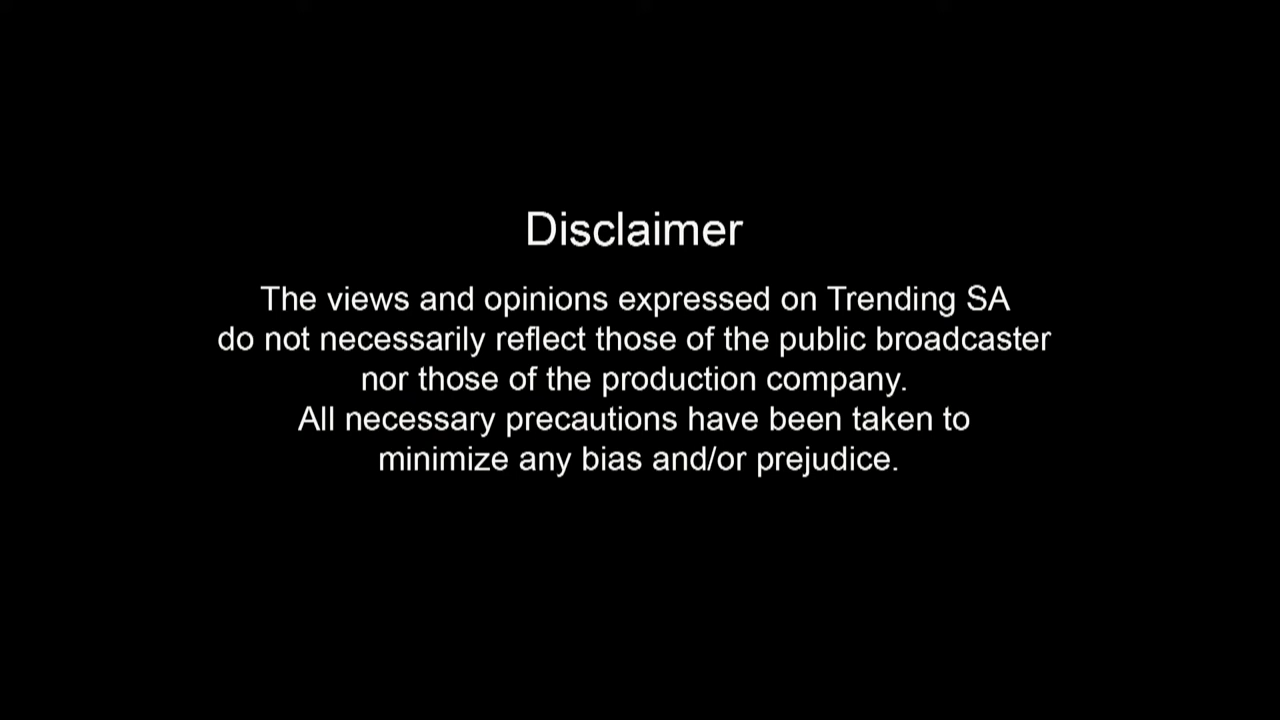 Disclaimer
The views and opinions expressed on Trending SA
do not necessarily reflect those of the public broadcaster
nor those of the production company.
All necessary precautions have been taken to
minimize any bias and/or prejudice.